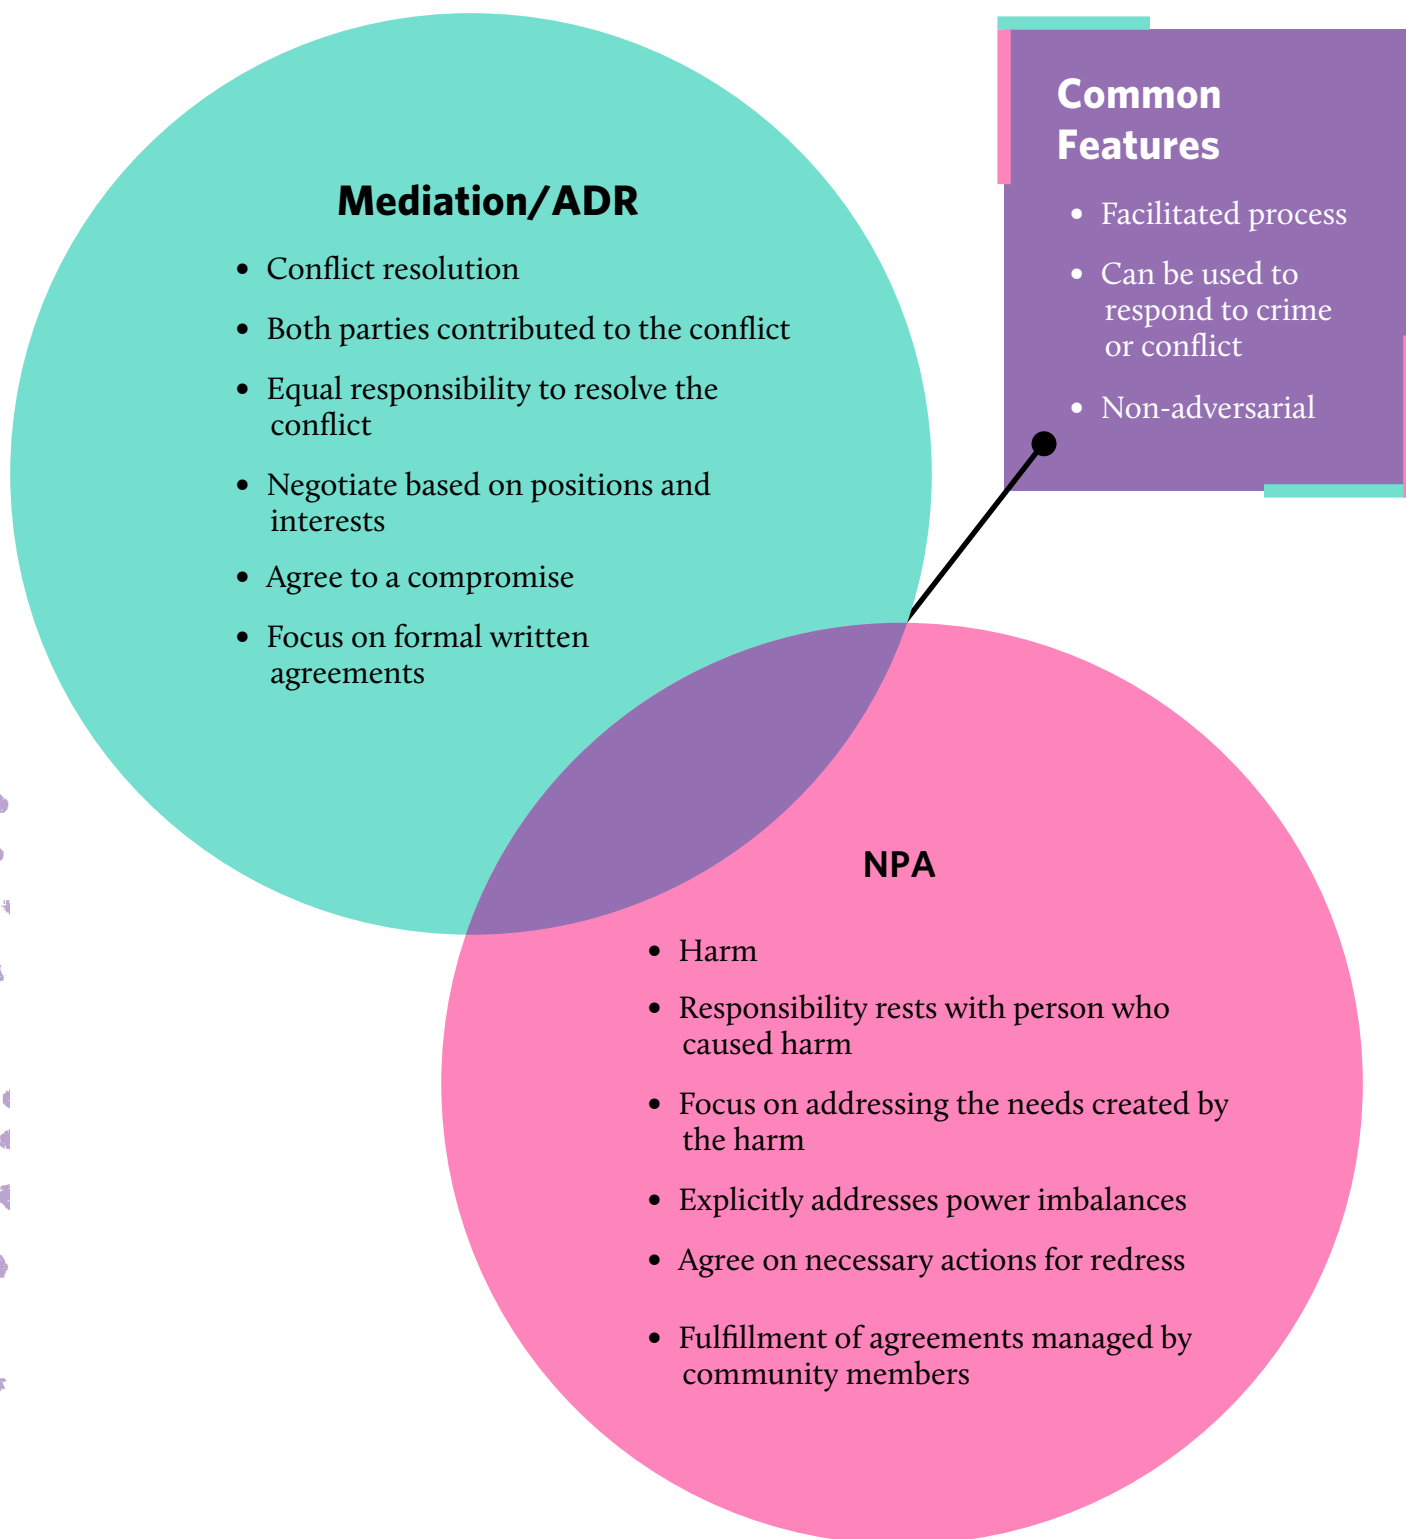 Mediation/ADR
• Conflict resolution
• Both parties contributed to the conflict
• Equal responsibility to resolve the
conflict
• Negotiate based on positions and
interests
• Agree to a compromise
• Focus on formal written
agreements
Common
Features
• Facilitated process
• Can be used to
respond to crime
or conflict
• Non-adversarial
NPA
• Harm
• Responsibility rests with person who
caused harm
• Focus on addressing the needs created by
the harm
• Explicitly addresses power imbalances
• Agree on necessary actions for redress
• Fulfillment of agreements managed by
community members